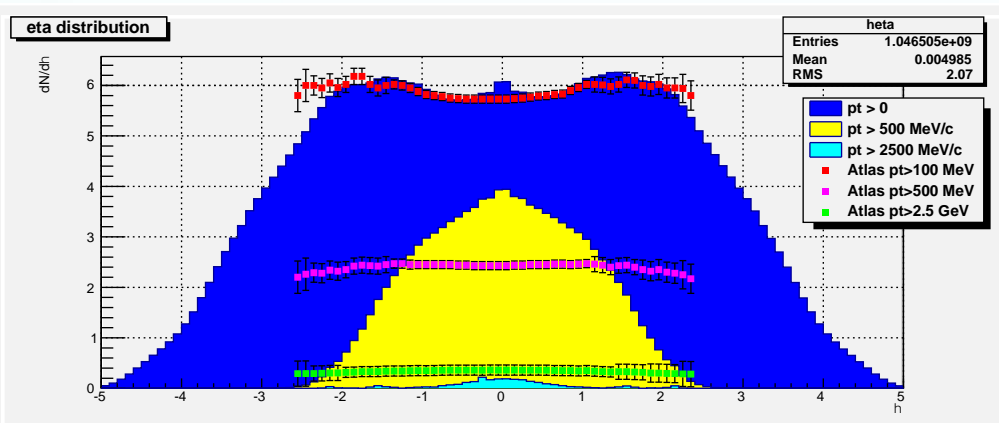 eta distribution
heta
Entries 1.046505e+09
Mean 0.004985
RMS 2.07
dN/dh
6
5
4
3
2
1
0
pt > 0
pt > 500 MeV/c
pt > 2500 MeV/c
Atlas pt>100 MeV
Atlas pt>500 MeV
Atlas pt>2.5 GeV
-5 -4 -3 -2 -1 0 1 2 3 4 5
h